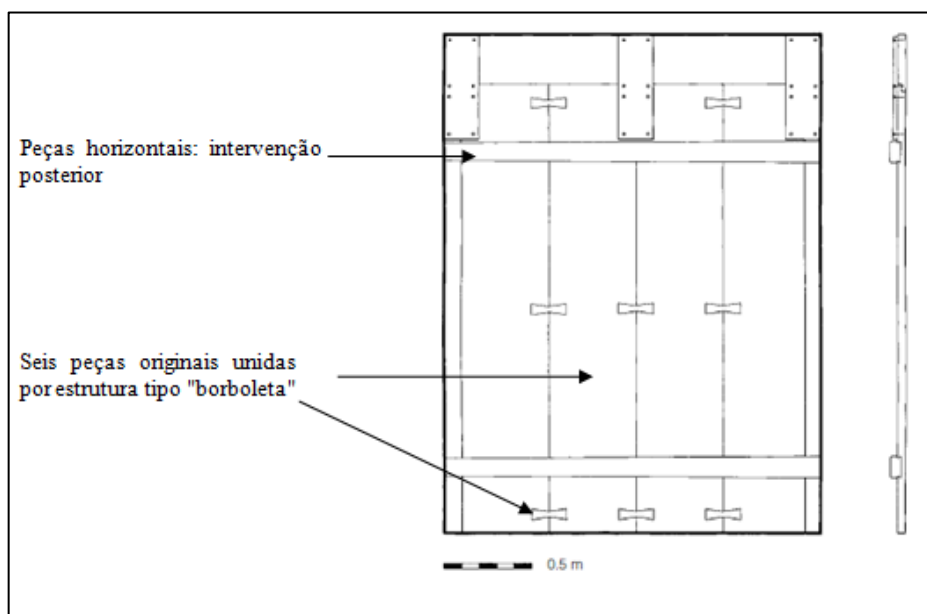 Peças horizontais: intervenção
posterior
Seis peças originais unidas
por estrutura tipo "borboleta"
0.5 m